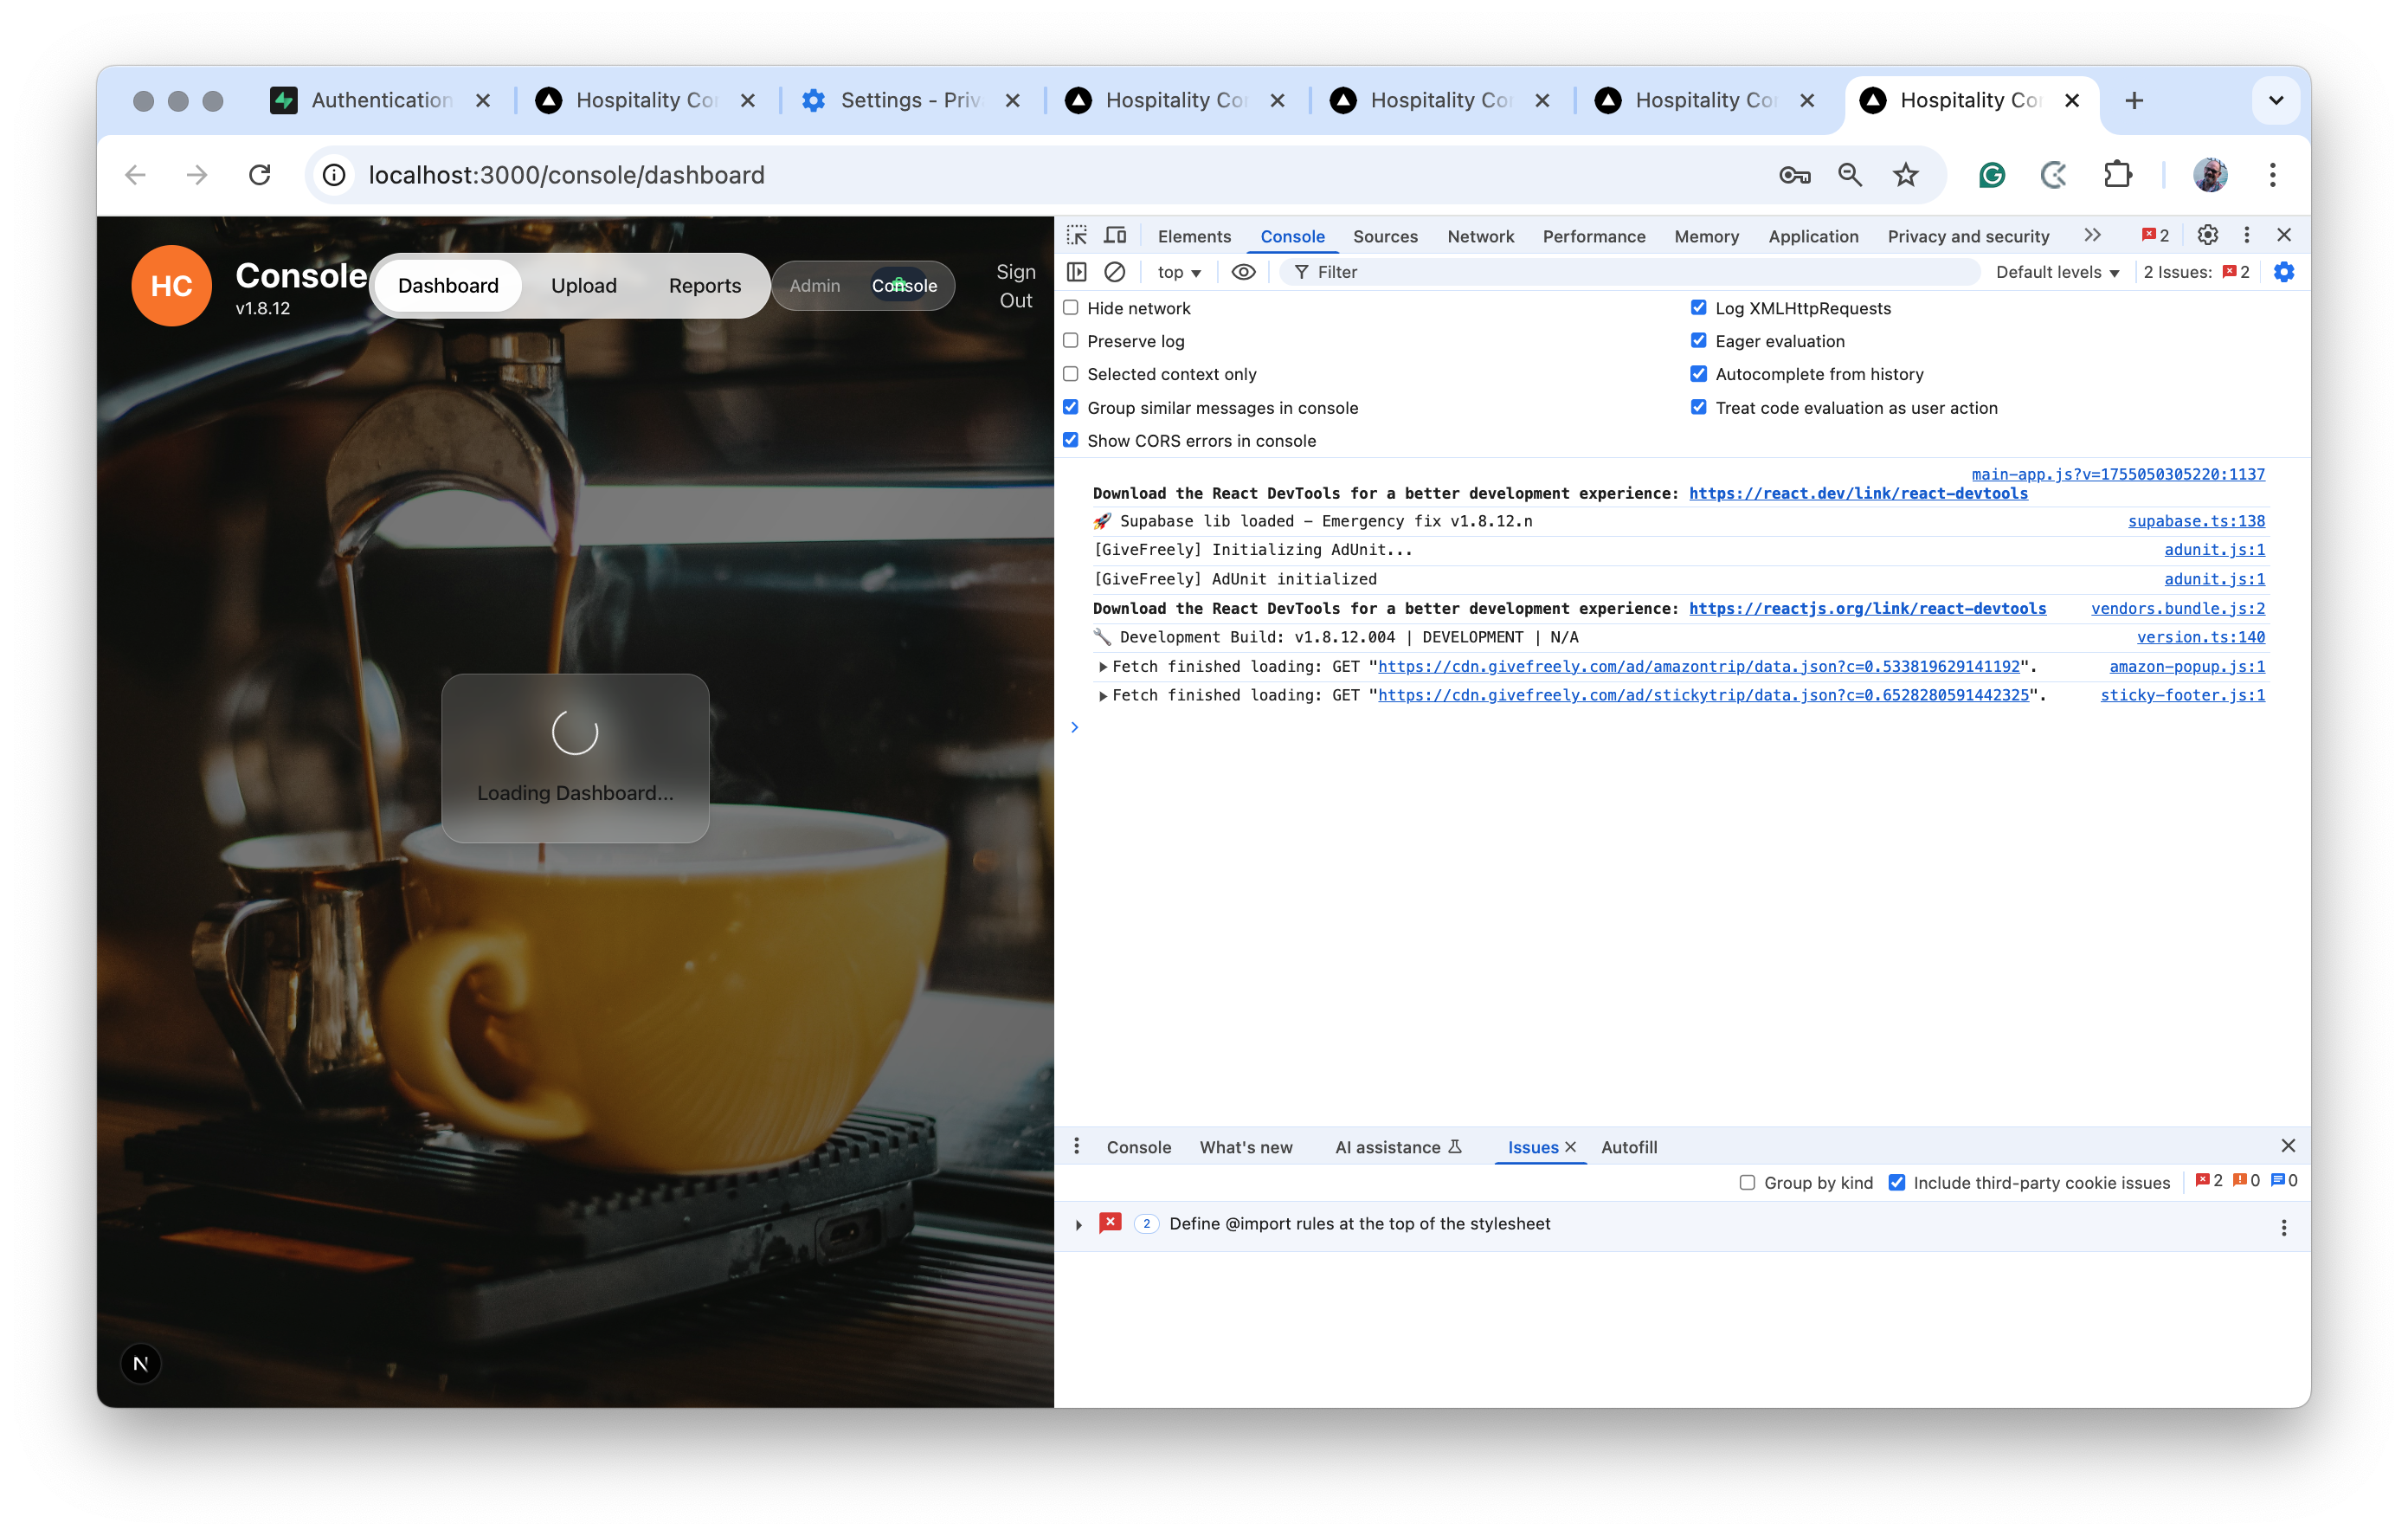 Authentication
Hospitality Co
Settings - Priv
Hospitality Co
Hospitality Co
Hospitality Co
Hospitality Co
localhost:3000/console/dashboard
HC
Console
v1.8.12
Dashboard
Upload
Reports
Admin
Console
Sign
Out
Loading Dashboard...
N
Elements
Console
Sources
Network
Performance
Memory
Application
Privacy and security
2
top
Filter
Default levels
2 Issues: 2
Hide network
Log XMLHttpRequests
Preserve log
Eager evaluation
Selected context only
Autocomplete from history
Group similar messages in console
Treat code evaluation as user action
Show CORS errors in console
main-app.js?v=1755050305220:1137
Download the React DevTools for a better development experience: https://react.dev/link/react-devtools
🚀 Supabase lib loaded - Emergency fix v1.8.12.n supabase.ts:138
[GiveFreely] Initializing AdUnit... adunit.js:1
[GiveFreely] AdUnit initialized adunit.js:1
Download the React DevTools for a better development experience: https://reactjs.org/link/react-devtools vendors.bundle.js:2
🔧 Development Build: v1.8.12.004 | DEVELOPMENT | N/A version.ts:140
Fetch finished loading: GET "https://cdn.givefreely.com/ad/amazontrip/data.json?c=0.533819629141192". amazon-popup.js:1
Fetch finished loading: GET "https://cdn.givefreely.com/ad/stickytrip/data.json?c=0.6528280591442325". sticky-footer.js:1
Console
What's new
AI assistance
Issues
Autofill
Group by kind
Include third-party cookie issues
2 0 0
2 Define @import rules at the top of the stylesheet